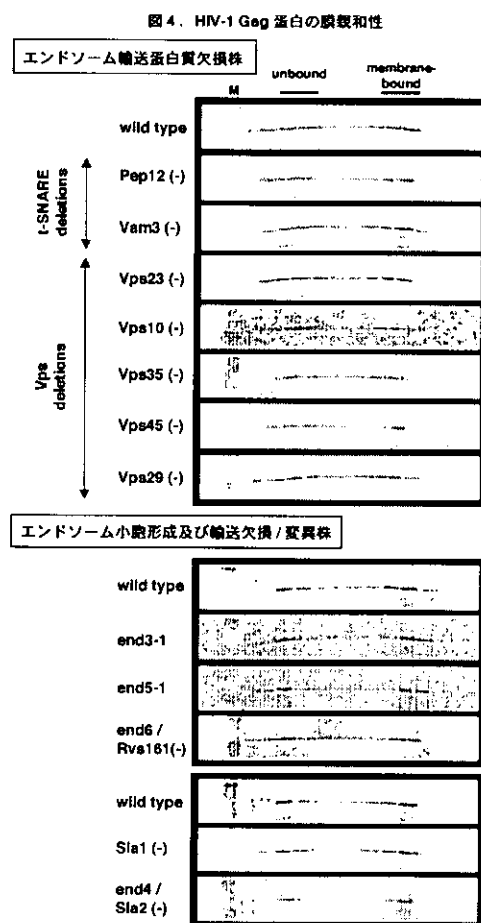 図4. HIV-1 Gag 蛋白の膜親和性
エンドソーム輸送蛋白質欠損株
M
unbound
membrane-
bound
wild type
t-SNARE
deletions
Pep12 (-)
Vam3 (-)
Vps
deletions
Vps23 (-)
Vps10 (-)
Vps35 (-)
Vps45 (-)
Vps29 (-)
エンドソーム小胞形成及び輸送欠損 / 変異株
wild type
end3-1
end5-1
end6 /
Rvs161(-)
wild type
Sla1 (-)
end4 /
Sla2 (-)